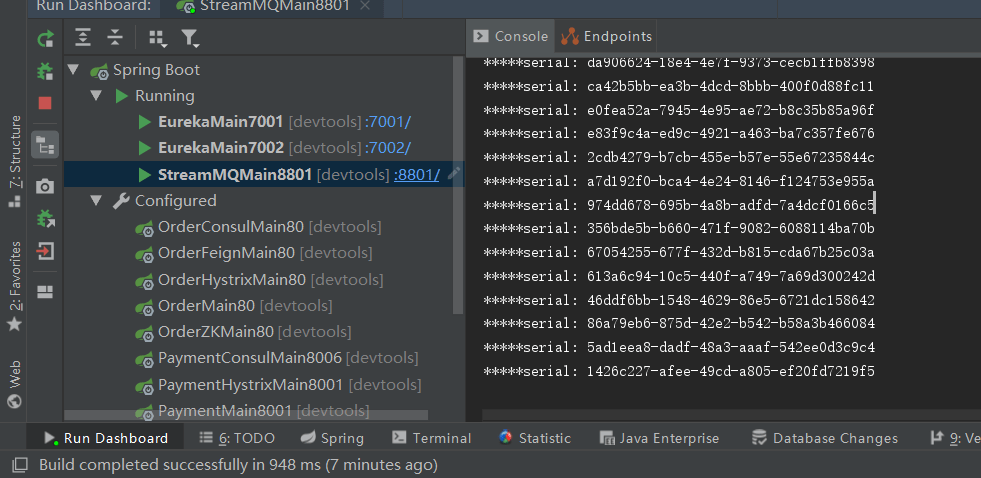 Run Dashboard:
StreamMQMain8801
Console
Endpoints
Spring Boot
Running
EurekaMain7001 [devtools] :7001/
EurekaMain7002 [devtools] :7002/
StreamMQMain8801 [devtools] :8801/
Configured
OrderConsulMain80 [devtools]
OrderFeignMain80 [devtools]
OrderHystrixMain80 [devtools]
OrderMain80 [devtools]
OrderZKMain80 [devtools]
PaymentConsulMain8006 [devtools]
PaymentHystrixMain8001 [devtools]
PaymentMain8001 [devtools]
*****serial: da906624-18e4-4e7f-9373-cecb1ffb8398
*****serial: ca42b5bb-ea3b-4dcd-8bbb-400f0d88fc11
*****serial: e0fea52a-7945-4e95-ae72-b8c35b85a96f
*****serial: e83f9c4a-ed9c-4921-a463-ba7c357fe676
*****serial: 2cdb4279-b7cb-455e-b57e-55e67235844c
*****serial: a7d192f0-bca4-4e24-8146-f124753e955a
*****serial: 974dd678-695b-4a8b-adfd-7a4dcf0166c5
*****serial: 356bde5b-b660-471f-9082-6088114ba70b
*****serial: 67054255-677f-432d-b815-cda67b25c03a
*****serial: 613a6c94-10c5-440f-a749-7a69d300242d
*****serial: 46ddf6bb-1548-4629-86e5-6721dc158642
*****serial: 86a79eb6-875d-42e2-b542-b58a3b466084
*****serial: 5ad1eea8-dadf-48a3-aaaf-542ee0d3c9c4
*****serial: 1426c227-afee-49cd-a805-ef20fd7219f5
7: Structure
2: Favorites
Web
Run Dashboard
6: TODO
Spring
Terminal
Statistic
Java Enterprise
Database Changes
9: Ve
Build completed successfully in 948 ms (7 minutes ago)